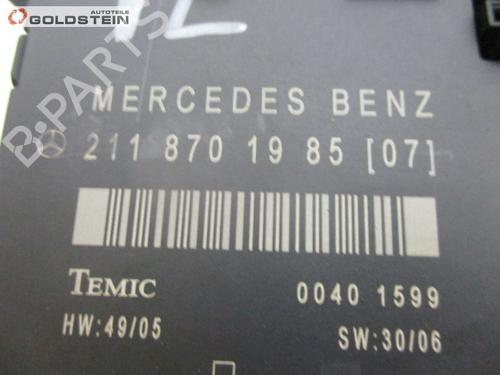 Autoteile
GOLDSTEIN
B-PARTS
MERCEDES BENZ
211 870 19 85 [07]
TEMIC 0040 1599
HW:49/05 SW:30/06